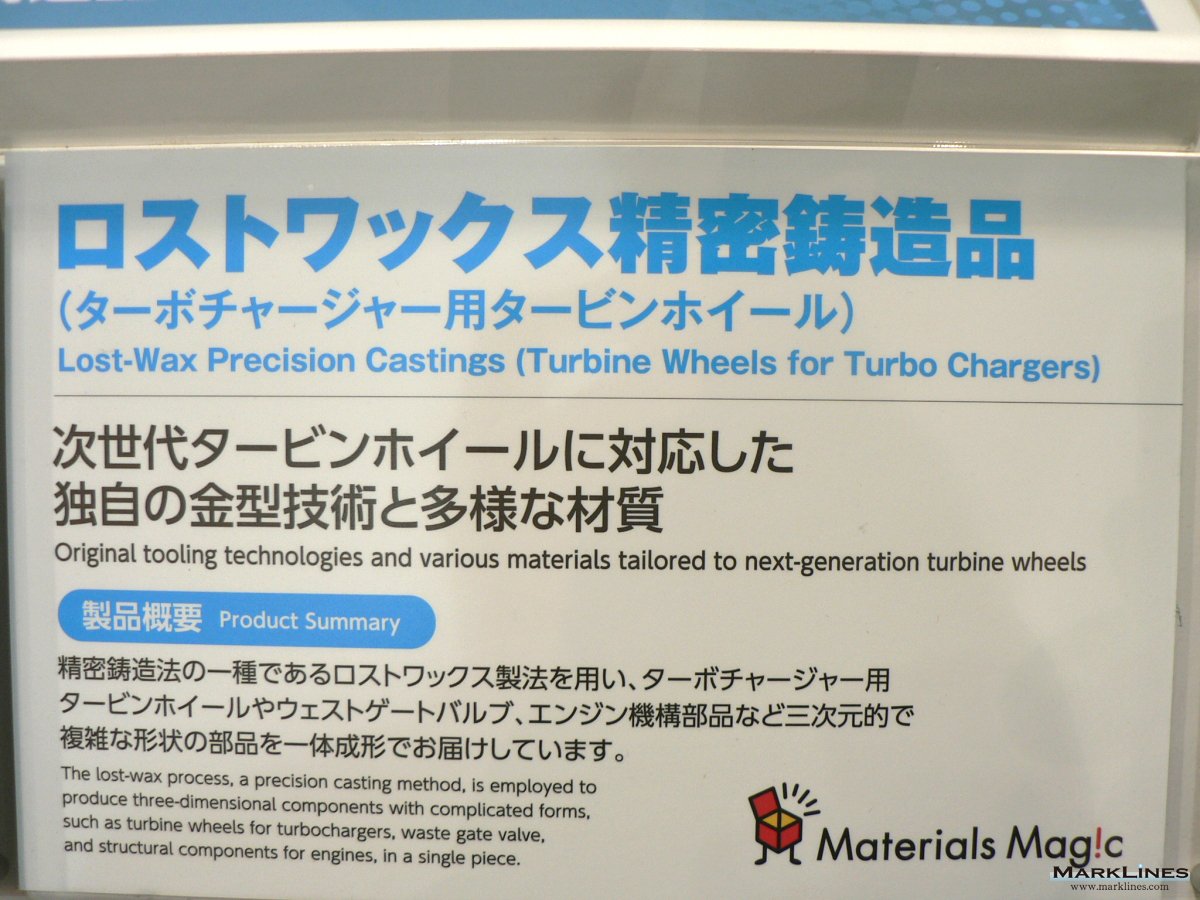 ロストワックス精密鋳造品
（ターボチャージャー用タービンホイール）
Lost-Wax Precision Castings (Turbine Wheels for Turbo Chargers)
次世代タービンホイールに対応した
独自の金型技術と多様な材質
Original tooling technologies and various materials tailored to next-generation turbine wheels
製品概要 Product Summary
精密鋳造法の一種であるロストワックス製法を用い、ターボチャージャー用
タービンホイールやウェストゲートバルブ、エンジン機構部品など三次元的で
複雑な形状の部品を一体成形でお届けしています。
The lost-wax process, a precision casting method, is employed to
produce three-dimensional components with complicated forms,
such as turbine wheels for turbochargers, waste gate valve,
and structural components for engines, in a single piece.
Materials Mag!c
MARKLINES
www.marklines.com